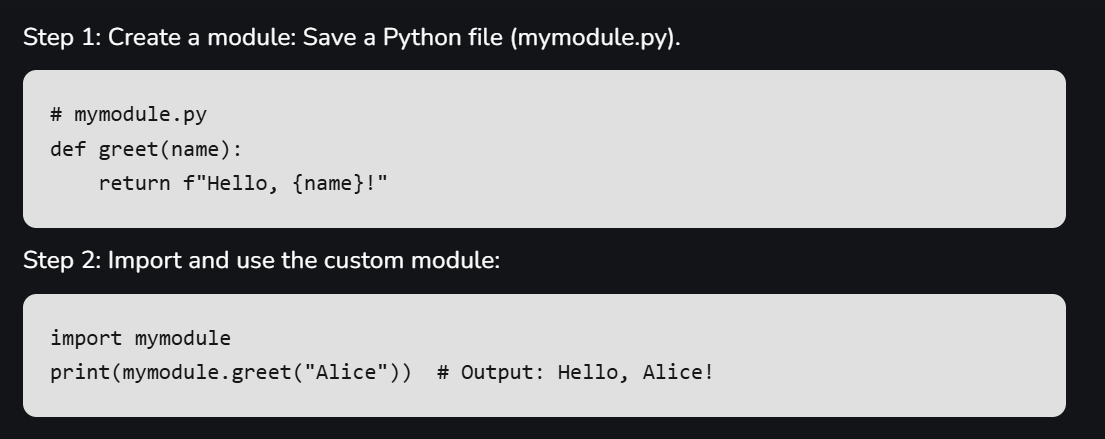 Step 1: Create a module: Save a Python file (mymodule.py).
# mymodule.py
def greet(name):
    return f"Hello, {name}!"
Step 2: Import and use the custom module:
import mymodule
print(mymodule.greet("Alice"))  # Output: Hello, Alice!